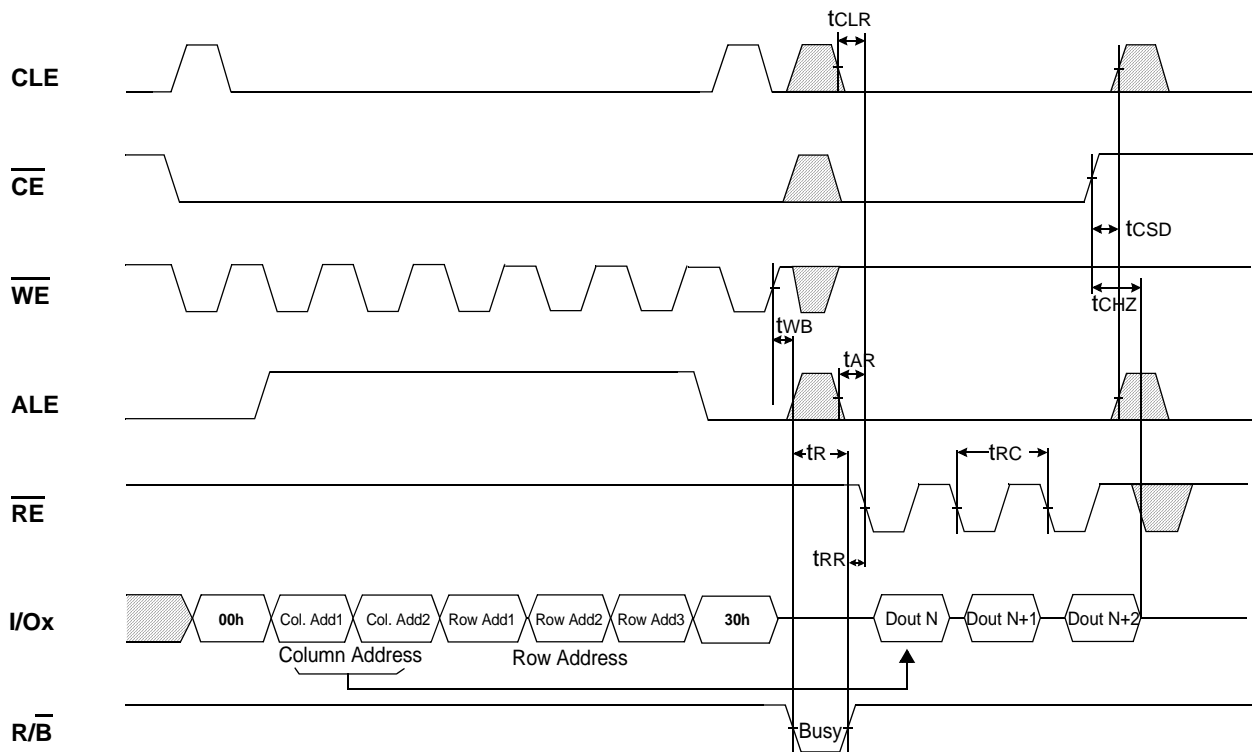 tCLR
CLE
CE
tCSD
WE
tCHZ
tWB
tAR
ALE
tR
tRC
RE
tRR
I/Ox
00h
Col. Add1
Col. Add2
Row Add1
Row Add2
Row Add3
30h
Dout N
Dout N+1
Dout N+2
Column Address
Row Address
R/B
Busy